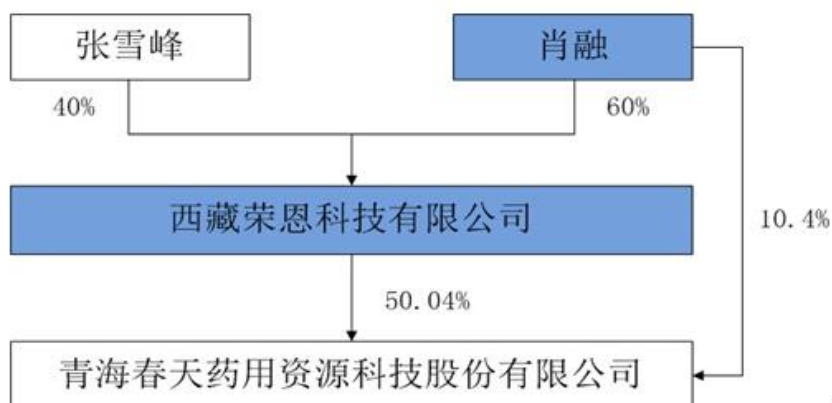 张雪峰
肖融
40%
60%
西藏荣恩科技有限公司
10.4%
50.04%
青海春天药用资源科技股份有限公司